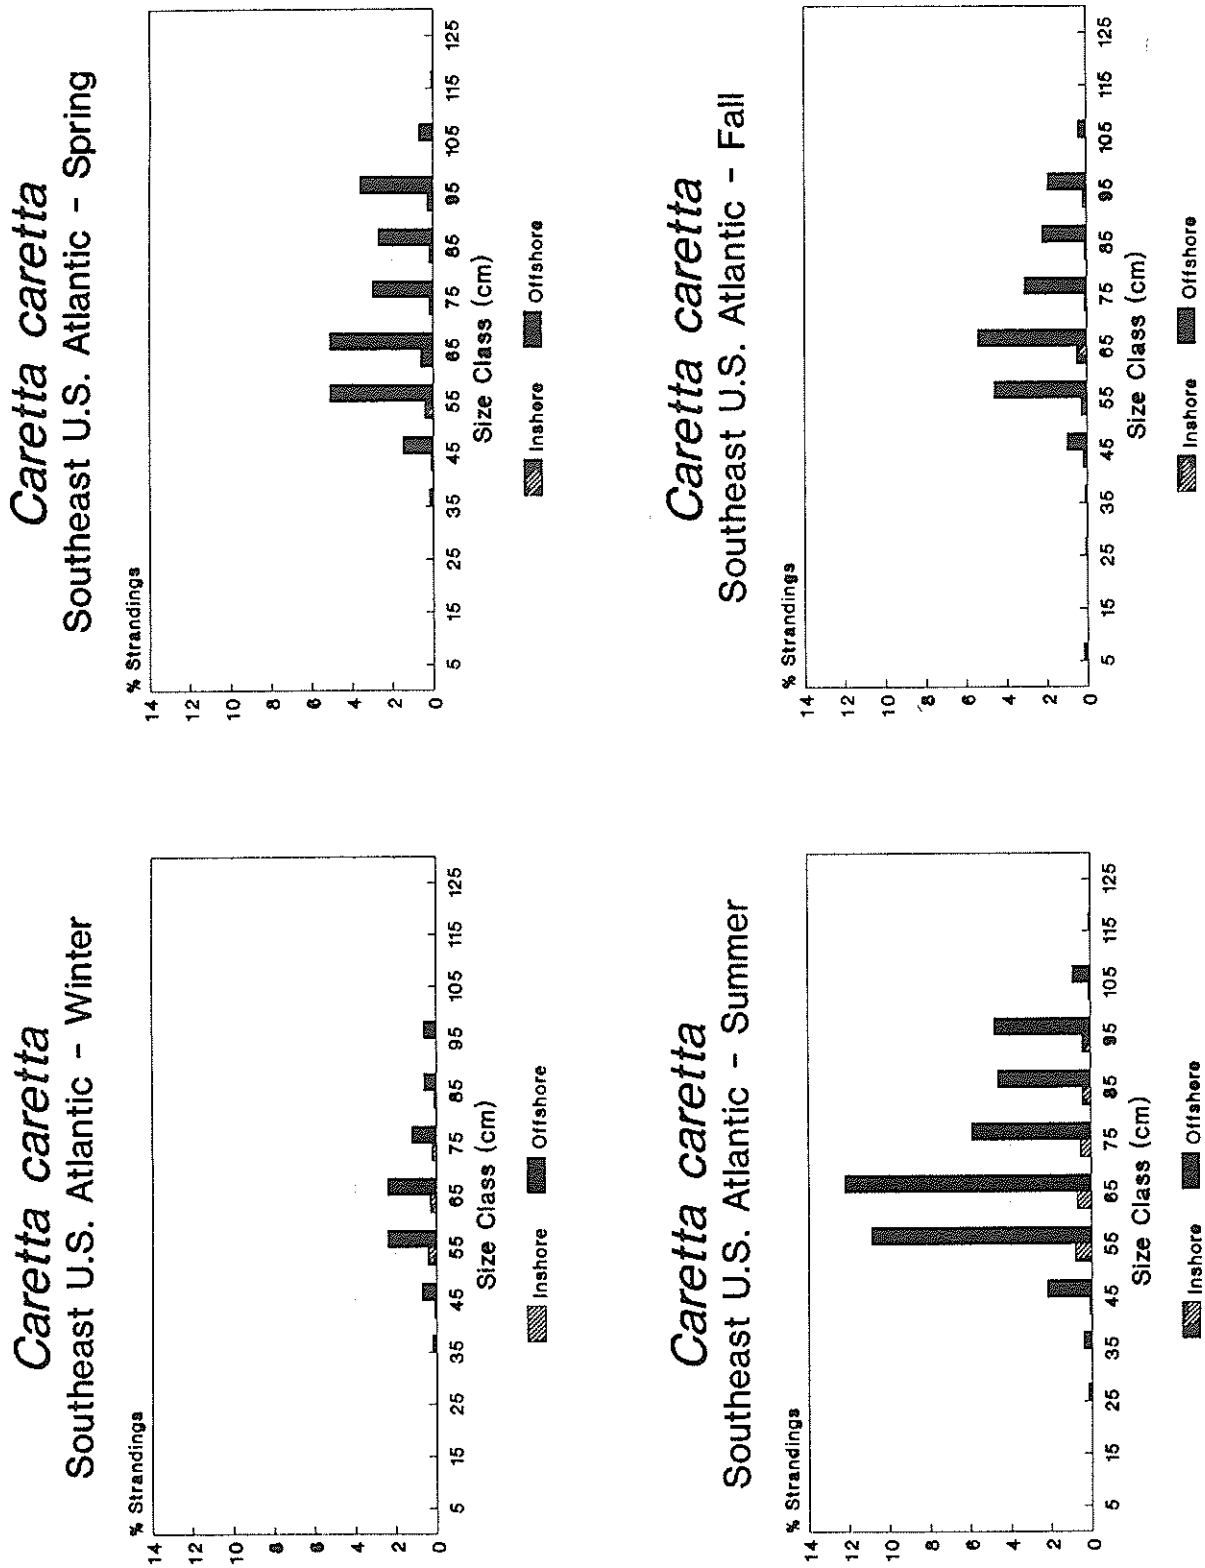 Caretta caretta
Southeast U.S. Atlantic - Winter
% Strandings
14
12
10
8
6
4
2
0
5 15 25 35 45 55 65 75 85 95 105 115 125
Size Class (cm)
Inshore Offshore
Caretta caretta
Southeast U.S. Atlantic - Spring
% Strandings
14
12
10
8
6
4
2
0
5 15 25 35 45 55 65 75 85 95 105 115 125
Size Class (cm)
Inshore Offshore
Caretta caretta
Southeast U.S. Atlantic - Summer
% Strandings
14
12
10
8
6
4
2
0
5 15 25 35 45 55 65 75 85 95 105 115 125
Size Class (cm)
Inshore Offshore
Caretta caretta
Southeast U.S. Atlantic - Fall
% Strandings
14
12
10
8
6
4
2
0
5 15 25 35 45 55 65 75 85 95 105 115 125
Size Class (cm)
Inshore Offshore